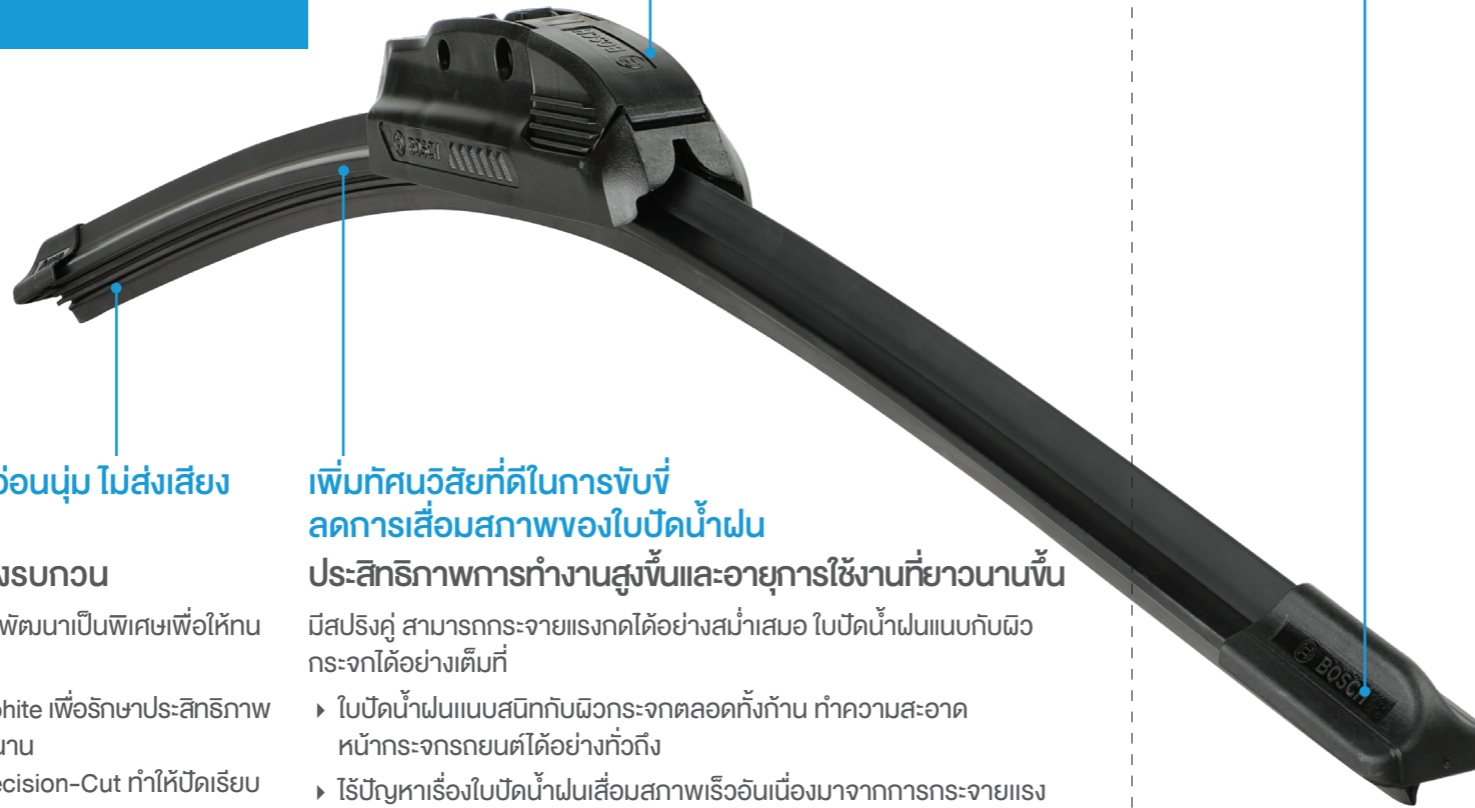 BOSCH
BOSCH
BOSCH
อ่อนนุ่ม ไม่ส่งเสียง
งรบกวน
พัฒนาเป็นพิเศษเพื่อให้ทน
hite เพื่อรักษาประสิทธิภาพ
นาน
ecision-Cut ทำให้ปัดเรียบ
เพิ่มทัศนวิสัยที่ดีในการขับขี่
ลดการเสื่อมสภาพของใบปัดน้ำฝน
ประสิทธิภาพการทำงานสูงขึ้นและอายุการใช้งานที่ยาวนานขึ้น
มีสปริงคู่ สามารถกระจายแรงกดได้อย่างสม่ำเสมอ ใบปัดน้ำฝนแนบกับผิว
กระจกได้อย่างเต็มที่
▸ ใบปัดน้ำฝนแนบสนิทกับผิวกระจกตลอดทั้งก้าน ทำความสะอาด
หน้ากระจกรถยนต์ได้อย่างทั่วถึง
▸ ไร้ปัญหาเรื่องใบปัดน้ำฝนเสื่อมสภาพเร็วอันเนื่องมาจากการกระจายแรง